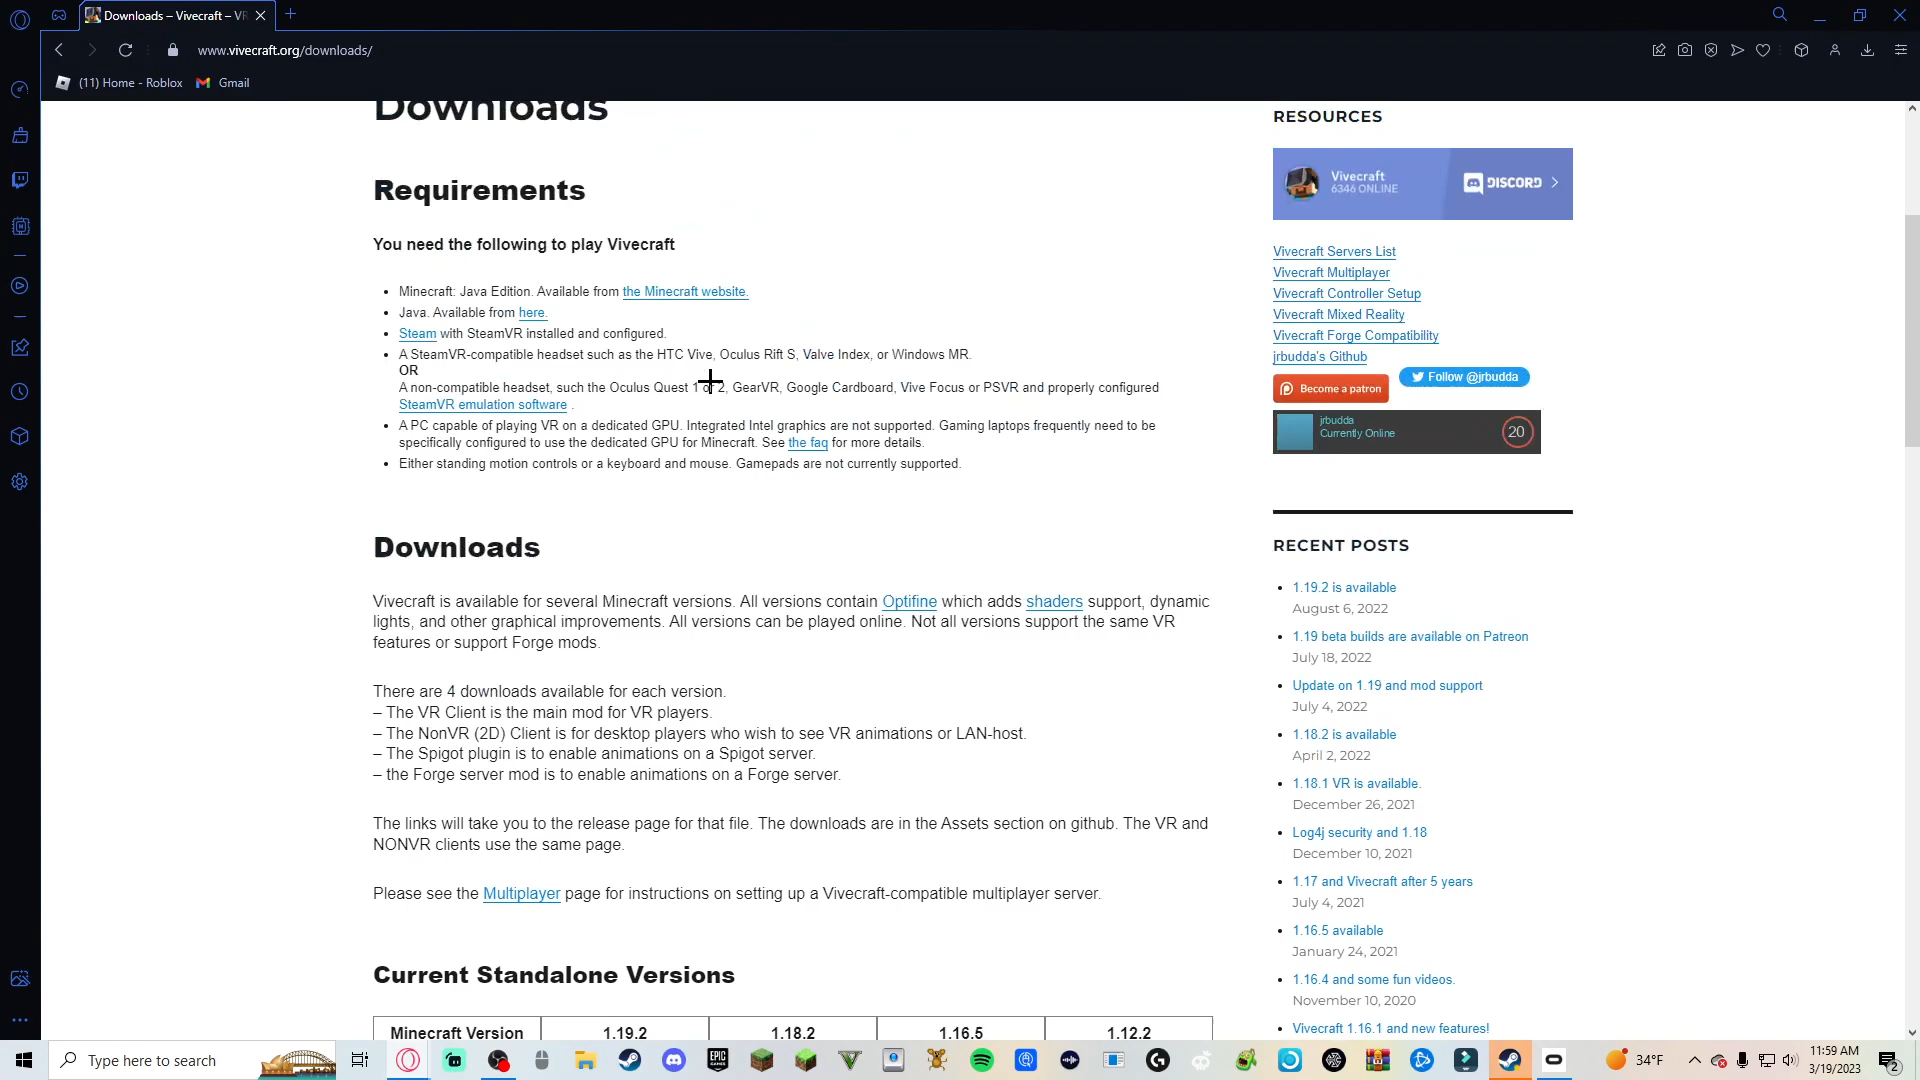 Downloads – Vivecraft – VR
www.vivecraft.org/downloads/
(11) Home - Roblox
Gmail
Downloads
Requirements
You need the following to play Vivecraft
Minecraft: Java Edition. Available from the Minecraft website.
Java. Available from here.
Steam with SteamVR installed and configured.
A SteamVR-compatible headset such as the HTC Vive, Oculus Rift S, Valve Index, or Windows MR.
OR
A non-compatible headset, such the Oculus Quest 1 or 2, GearVR, Google Cardboard, Vive Focus or PSVR and properly configured
SteamVR emulation software .
A PC capable of playing VR on a dedicated GPU. Integrated Intel graphics are not supported. Gaming laptops frequently need to be
specifically configured to use the dedicated GPU for Minecraft. See the faq for more details.
Either standing motion controls or a keyboard and mouse. Gamepads are not currently supported.
Downloads
Vivecraft is available for several Minecraft versions. All versions contain Optifine which adds shaders support, dynamic
lights, and other graphical improvements. All versions can be played online. Not all versions support the same VR
features or support Forge mods.
There are 4 downloads available for each version.
– The VR Client is the main mod for VR players.
– The NonVR (2D) Client is for desktop players who wish to see VR animations or LAN-host.
– The Spigot plugin is to enable animations on a Spigot server.
– the Forge server mod is to enable animations on a Forge server.
The links will take you to the release page for that file. The downloads are in the Assets section on github. The VR and
NONVR clients use the same page.
Please see the Multiplayer page for instructions on setting up a Vivecraft-compatible multiplayer server.
Current Standalone Versions
Minecraft Version 1.19.2 1.18.2 1.16.5 1.12.2
RESOURCES
Vivecraft
6346 ONLINE
DISCORD
Vivecraft Servers List
Vivecraft Multiplayer
Vivecraft Controller Setup
Vivecraft Mixed Reality
Vivecraft Forge Compatibility
jrbudda's Github
Become a patron
Follow @jrbudda
jrbudda
Currently Online
20
RECENT POSTS
1.19.2 is available
August 6, 2022
1.19 beta builds are available on Patreon
July 18, 2022
Update on 1.19 and mod support
July 4, 2022
1.18.2 is available
April 2, 2022
1.18.1 VR is available.
December 26, 2021
Log4j security and 1.18
December 10, 2021
1.17 and Vivecraft after 5 years
July 4, 2021
1.16.5 available
January 24, 2021
1.16.4 and some fun videos.
November 10, 2020
Vivecraft 1.16.1 and new features!
Type here to search
EPIC
GAMES
34°F
11:59 AM
3/19/2023
2